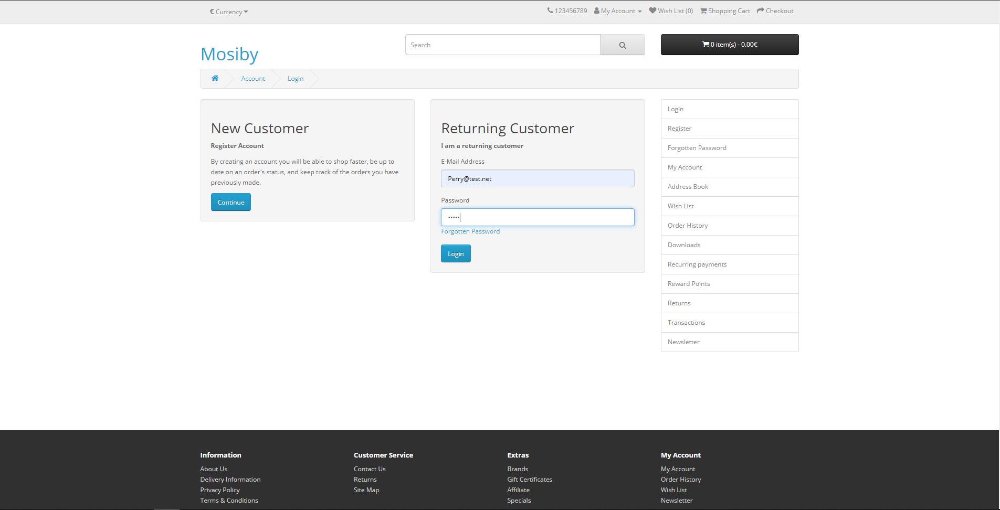 € Currency
123456789 My Account Wish List (0) Shopping Cart Checkout
Mosiby
Search
0 item(s) - 0.00€
Account Login
New Customer
Register Account
By creating an account you will be able to shop faster, be up to
date on an order's status, and keep track of the orders you have
previously made.
Continue
Returning Customer
I am a returning customer
E-Mail Address
Perry@test.net
Password
•••••
Forgotten Password
Login
Login
Register
Forgotten Password
My Account
Address Book
Wish List
Order History
Downloads
Recurring payments
Reward Points
Returns
Transactions
Newsletter
Information
About Us
Delivery Information
Privacy Policy
Terms & Conditions
Customer Service
Contact Us
Returns
Site Map
Extras
Brands
Gift Certificates
Affiliate
Specials
My Account
My Account
Order History
Wish List
Newsletter